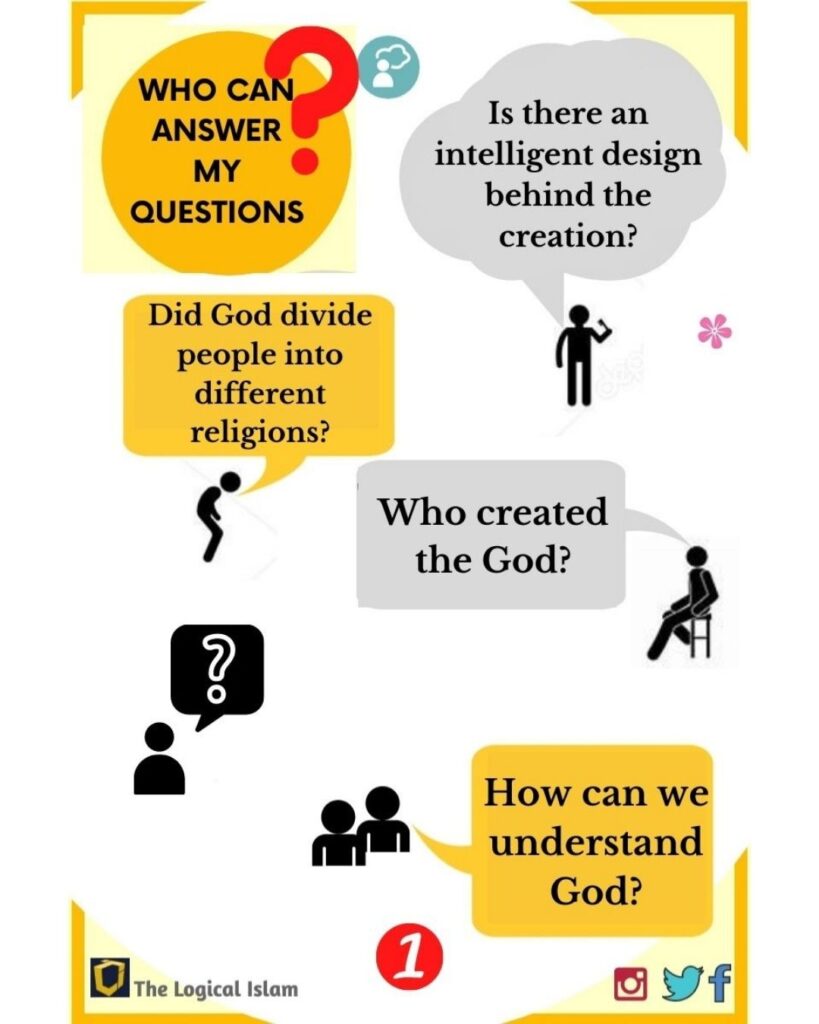 WHO CAN
ANSWER
MY
QUESTIONS
?
Is there an
intelligent design
behind the
creation?
Did God divide
people into
different
religions?
Who created
the God?
?
How can we
understand
God?
1
The Logical Islam